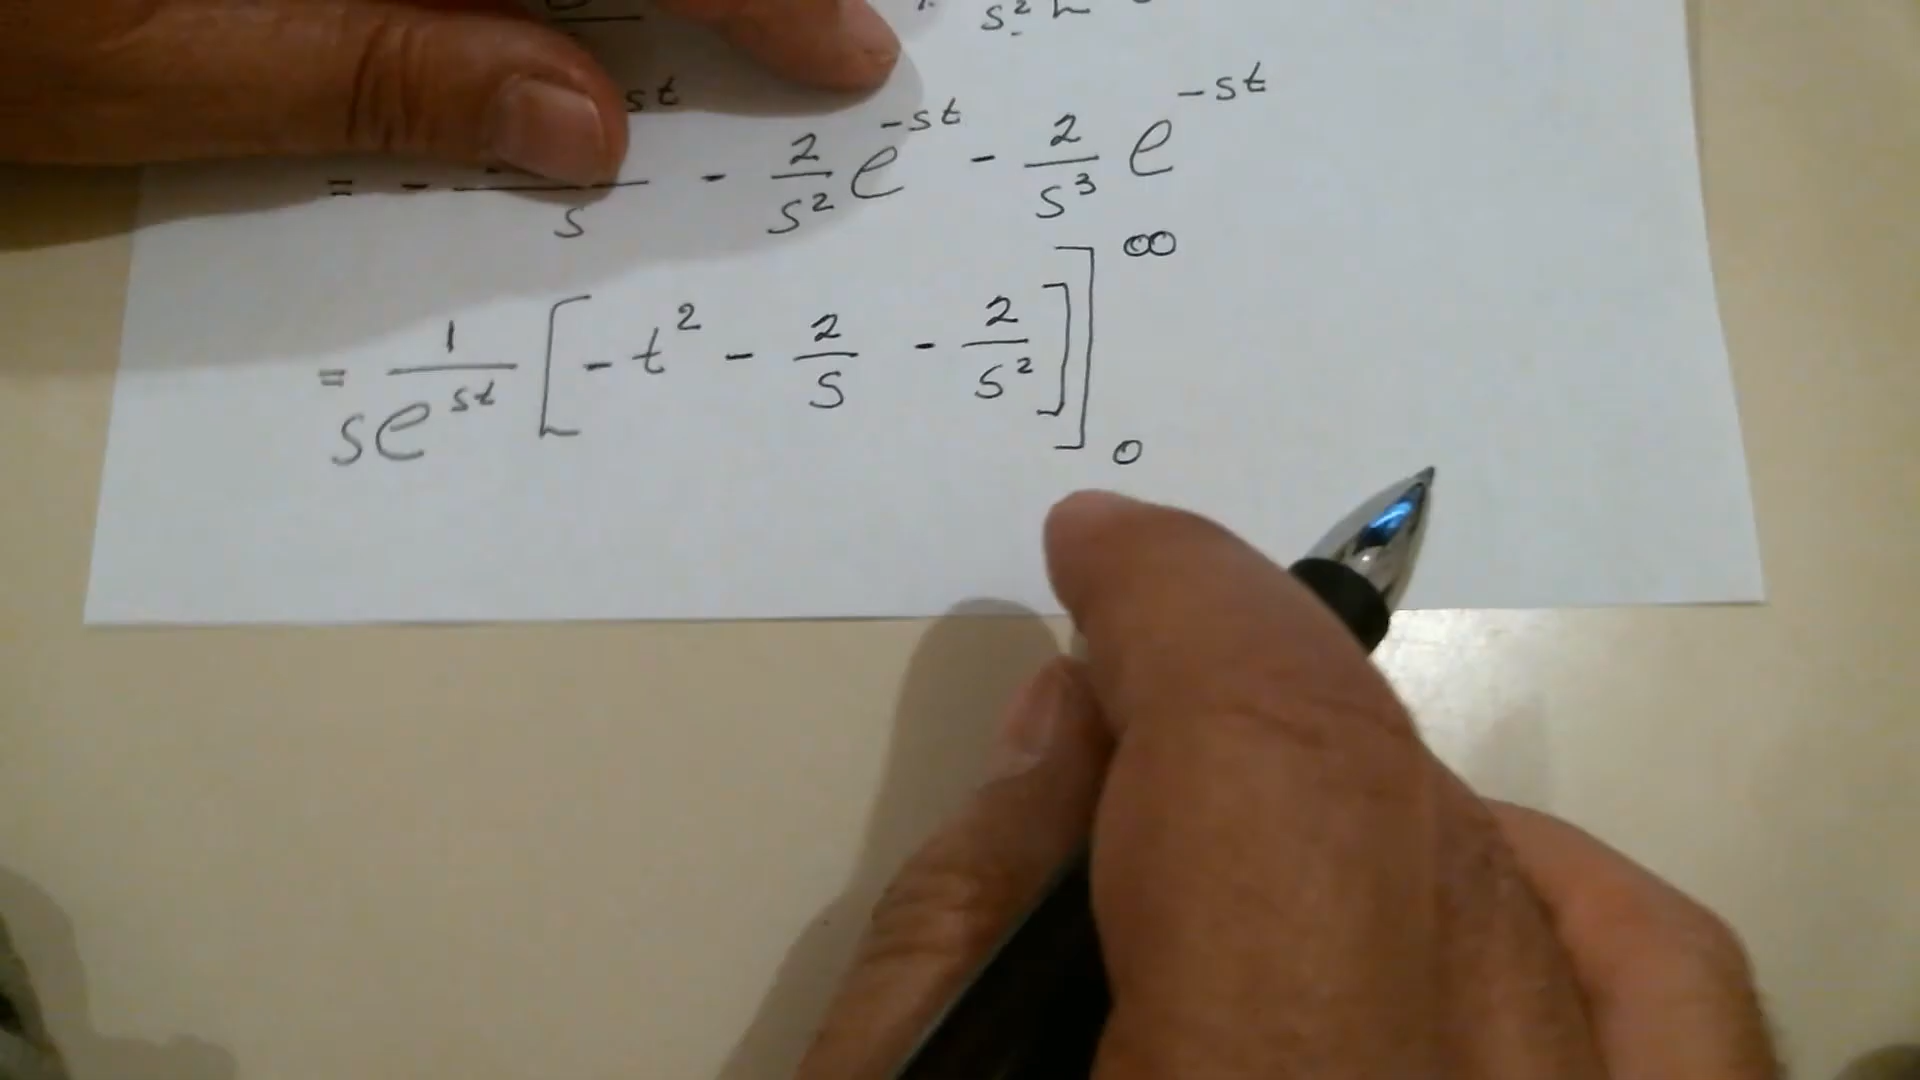 s²
= - st/s - 2/s² e^-st - 2/s³ e^-st
= 1/se^st [ -t² - 2/s - 2/s² ] ]₀^∞